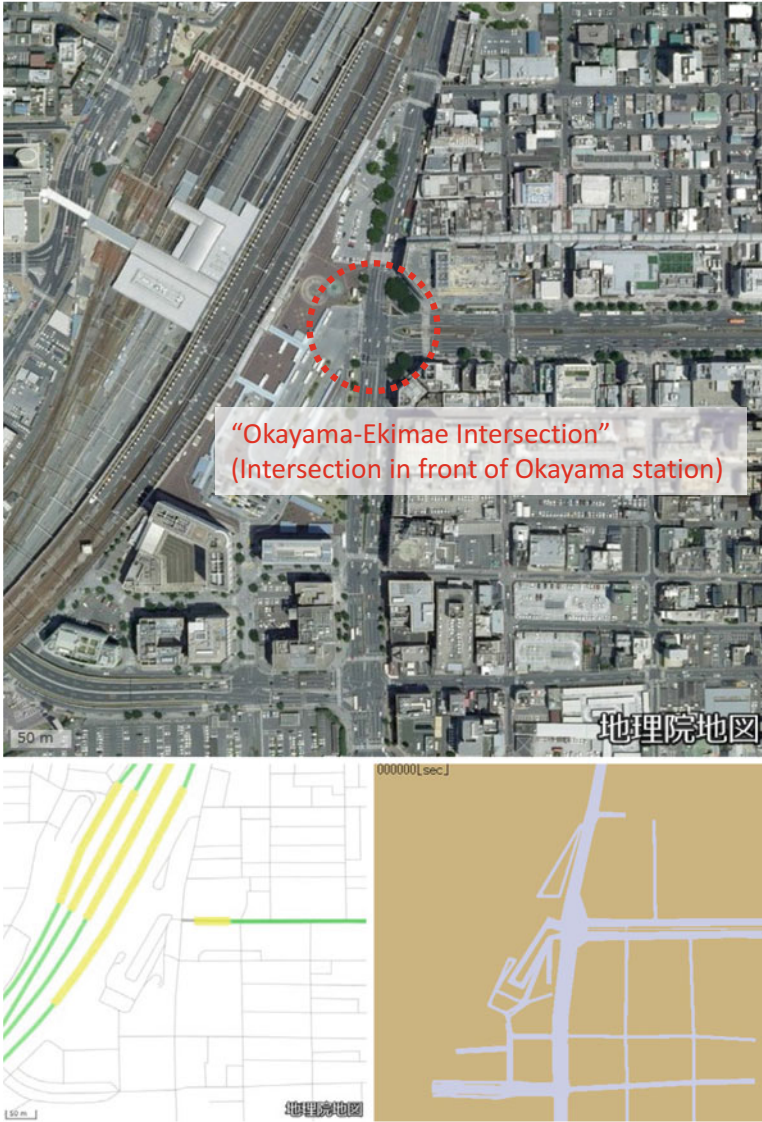 “Okayama-Ekimae Intersection”
(Intersection in front of Okayama station)
50 m
地理院地図
50 m
地理院地図
000000[sec]